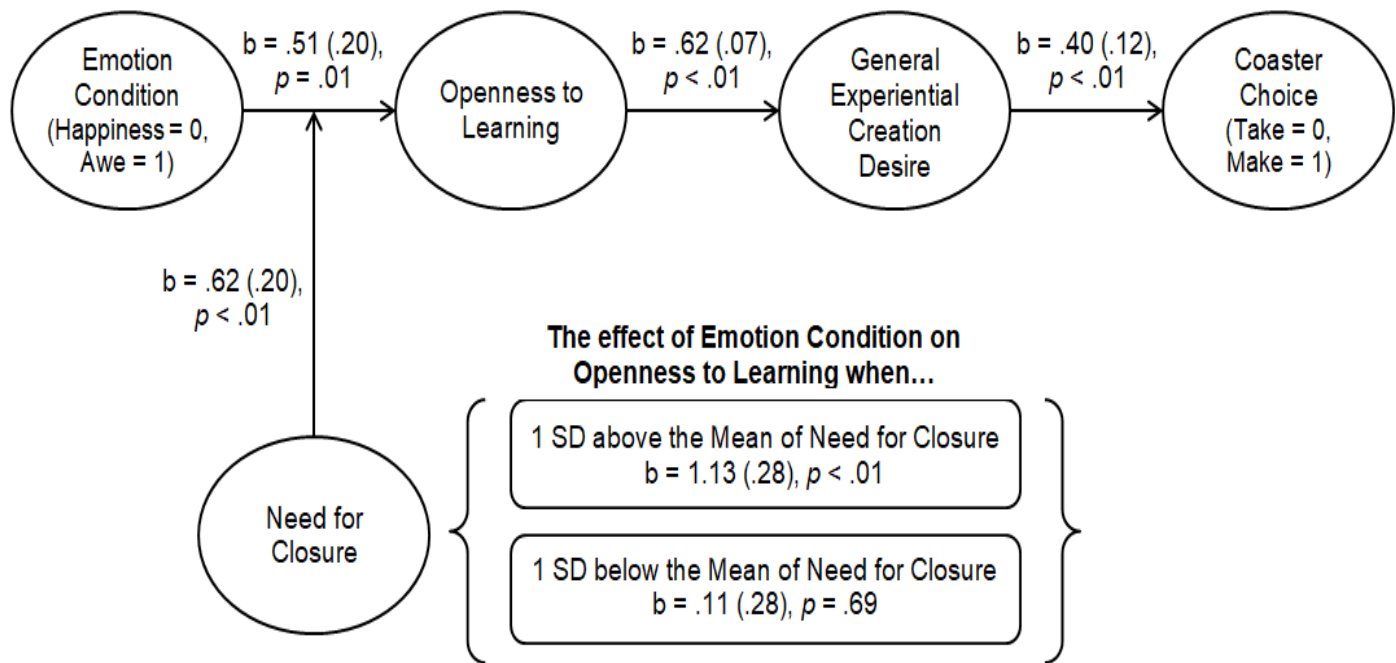 Emotion
Condition
(Happiness = 0,
Awe = 1)
b = .51 (.20),
p = .01
Openness to
Learning
b = .62 (.07),
p < .01
General
Experiential
Creation
Desire
b = .40 (.12),
p < .01
Coaster
Choice
(Take = 0,
Make = 1)
b = .62 (.20),
p < .01
Need for
Closure
The effect of Emotion Condition on
Openness to Learning when…
1 SD above the Mean of Need for Closure
b = 1.13 (.28), p < .01
1 SD below the Mean of Need for Closure
b = .11 (.28), p = .69